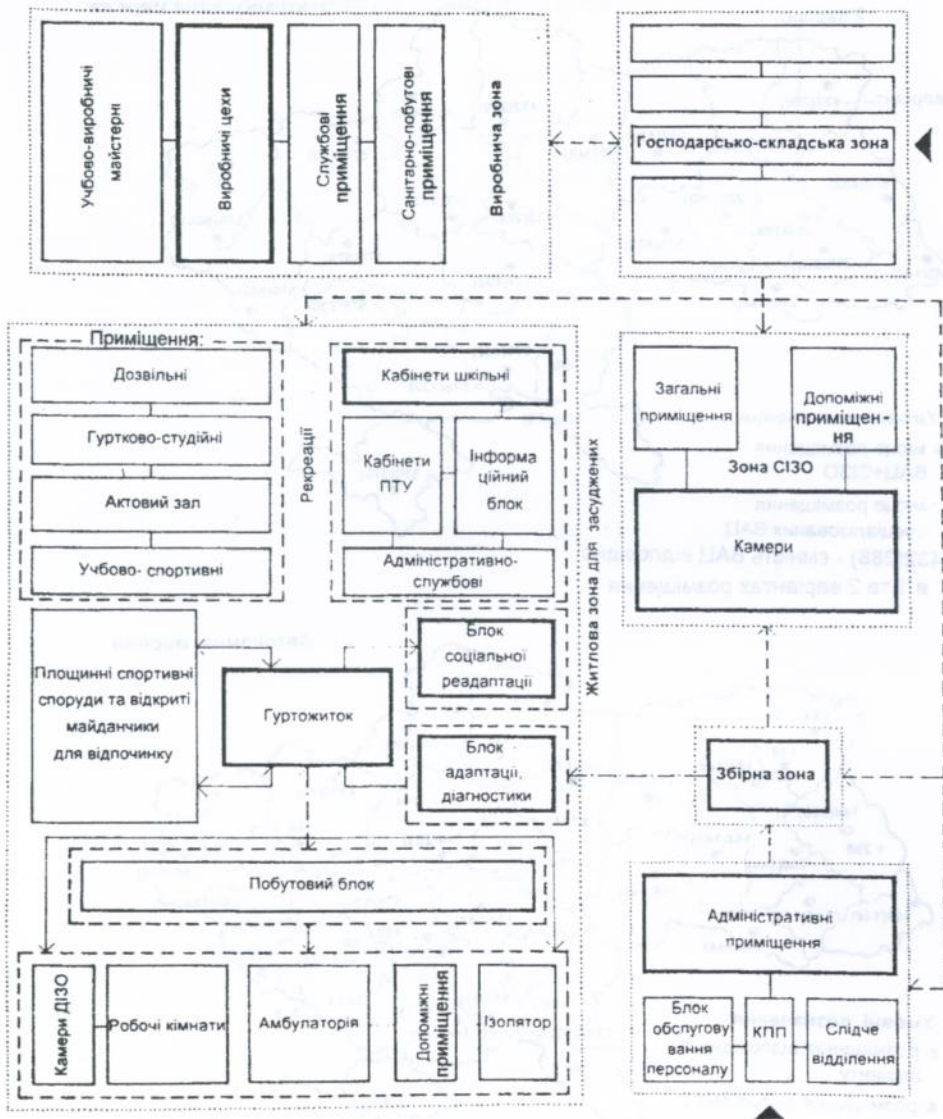 Учбово-виробничі
майстерні
Виробничі цехи
Службові
приміщення
Санітарно-побутові
приміщення
Виробнича зона
Господарсько-складська зона
Приміщення:
Дозвільні
Гуртково-студійні
Актовий зал
Учбово- спортивні
Рекреації
Кабінети шкільні
Кабінети
ПТУ
Інформа
ційний
блок
Адміністративно-
службові
Житлова зона для засуджених
Загальні
приміщення
Допоміжні
приміщен-
ня
Зона СІЗО
Камери
Площинні спортивні
споруди та відкриті
майданчики
для відпочинку
Гуртожиток
Блок
соціальної
реадаптації
Блок
адаптації,
діагностики
Збірна зона
Побутовий блок
Адміністративні
приміщення
Камери ДІЗО
Робочі кімнати
Амбулаторія
Допоміжні
приміщення
Ізолятор
Блок
обслугову
вання
персоналу
КПП
Слідче
відділення